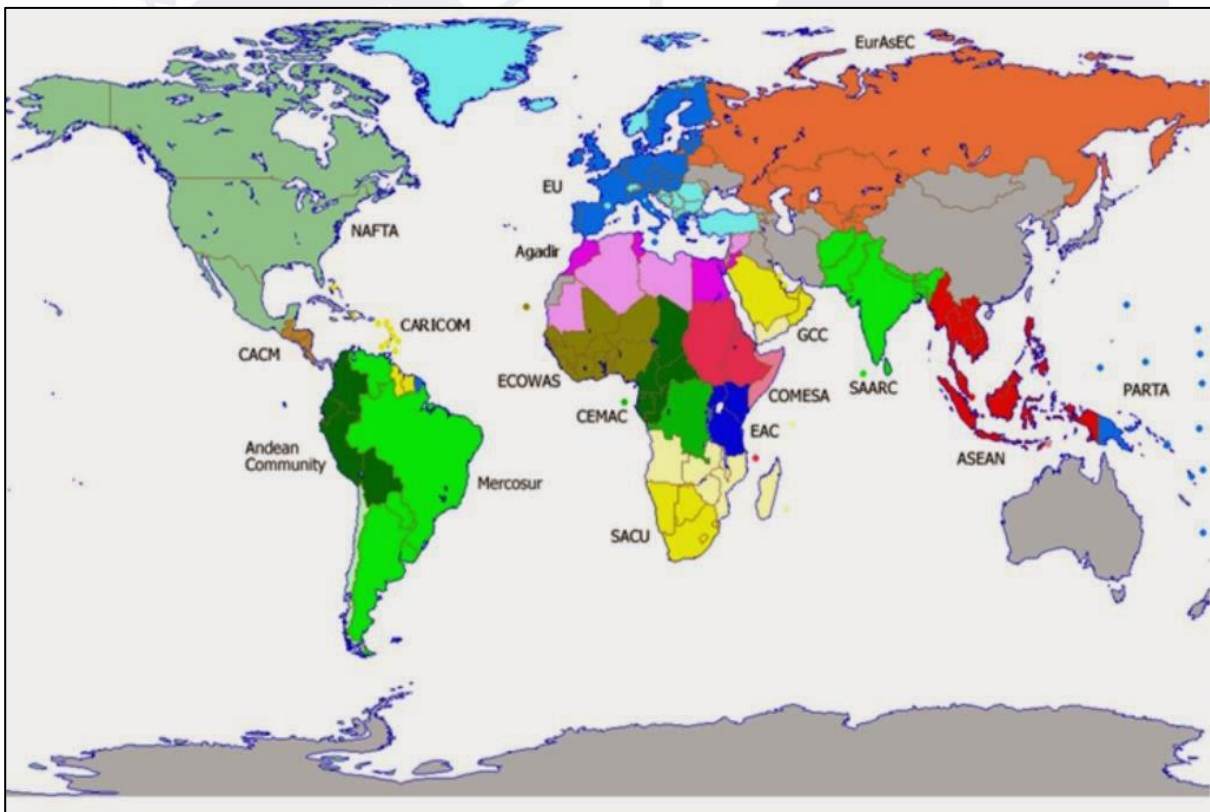 EurAsEC
EU
NAFTA
Agadir
CARICOM
GCC
CACM
ECOWAS
SAARC
PARTA
COMESA
CEMAC
EAC
Andean
Community
ASEAN
Mercosur
SACU